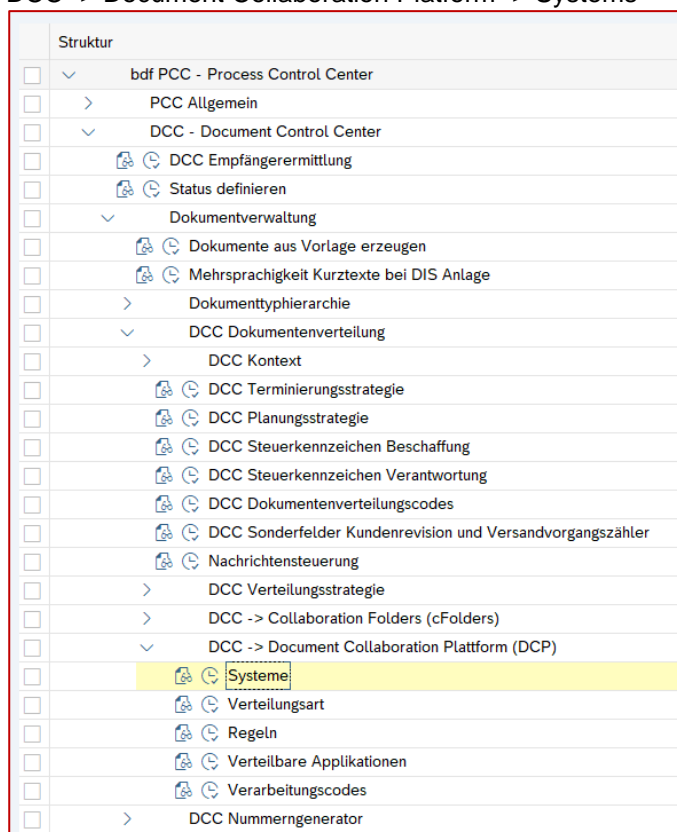 DCC -> Document Collaboration Platform -> Systems
Struktur
bdf PCC - Process Control Center
PCC Allgemein
DCC - Document Control Center
DCC Empfängerermittlung
Status definieren
Dokumentverwaltung
Dokumente aus Vorlage erzeugen
Mehrsprachigkeit Kurztexte bei DIS Anlage
Dokumenttyphierarchie
DCC Dokumentenverteilung
DCC Kontext
DCC Terminierungsstrategie
DCC Planungsstrategie
DCC Steuerkennzeichen Beschaffung
DCC Steuerkennzeichen Verantwortung
DCC Dokumentenverteilungscodes
DCC Sonderfelder Kundenrevision und Versandvorgangszähler
Nachrichtensteuerung
DCC Verteilungsstrategie
DCC -> Collaboration Folders (cFolders)
DCC -> Document Collaboration Plattform (DCP)
Systeme
Verteilungsart
Regeln
Verteilbare Applikationen
Verarbeitungscodes
DCC Nummerngenerator